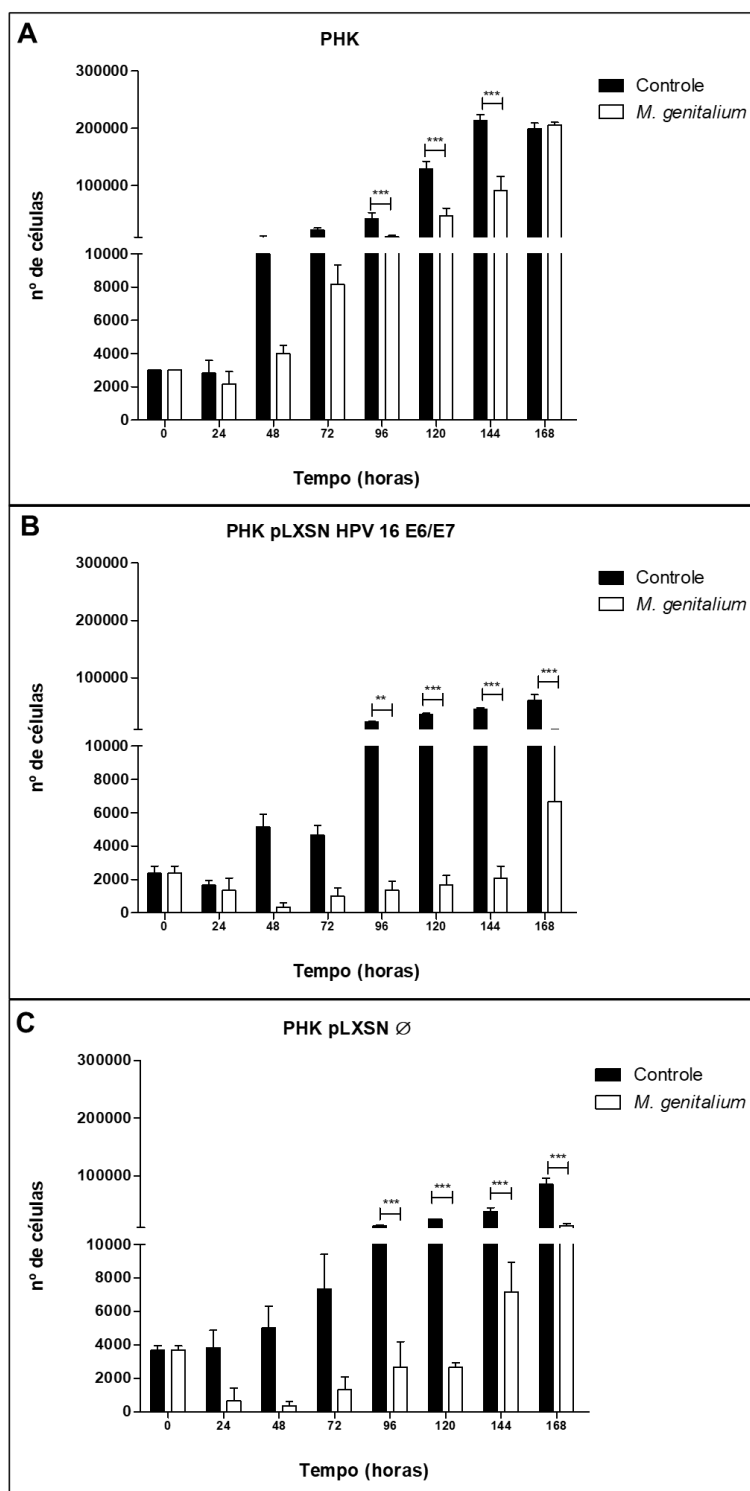 A
PHK
300000
200000
100000
10000
8000
6000
4000
2000
0
nº de células
*** *** ***
0 24 48 72 96 120 144 168
Tempo (horas)
Controle
M. genitalium
B
PHK pLXSN HPV 16 E6/E7
300000
200000
100000
10000
8000
6000
4000
2000
0
nº de células
** *** *** ***
0 24 48 72 96 120 144 168
Tempo (horas)
Controle
M. genitalium
C
PHK pLXSN ∅
300000
200000
100000
10000
8000
6000
4000
2000
0
nº de células
*** *** *** ***
0 24 48 72 96 120 144 168
Tempo (horas)
Controle
M. genitalium